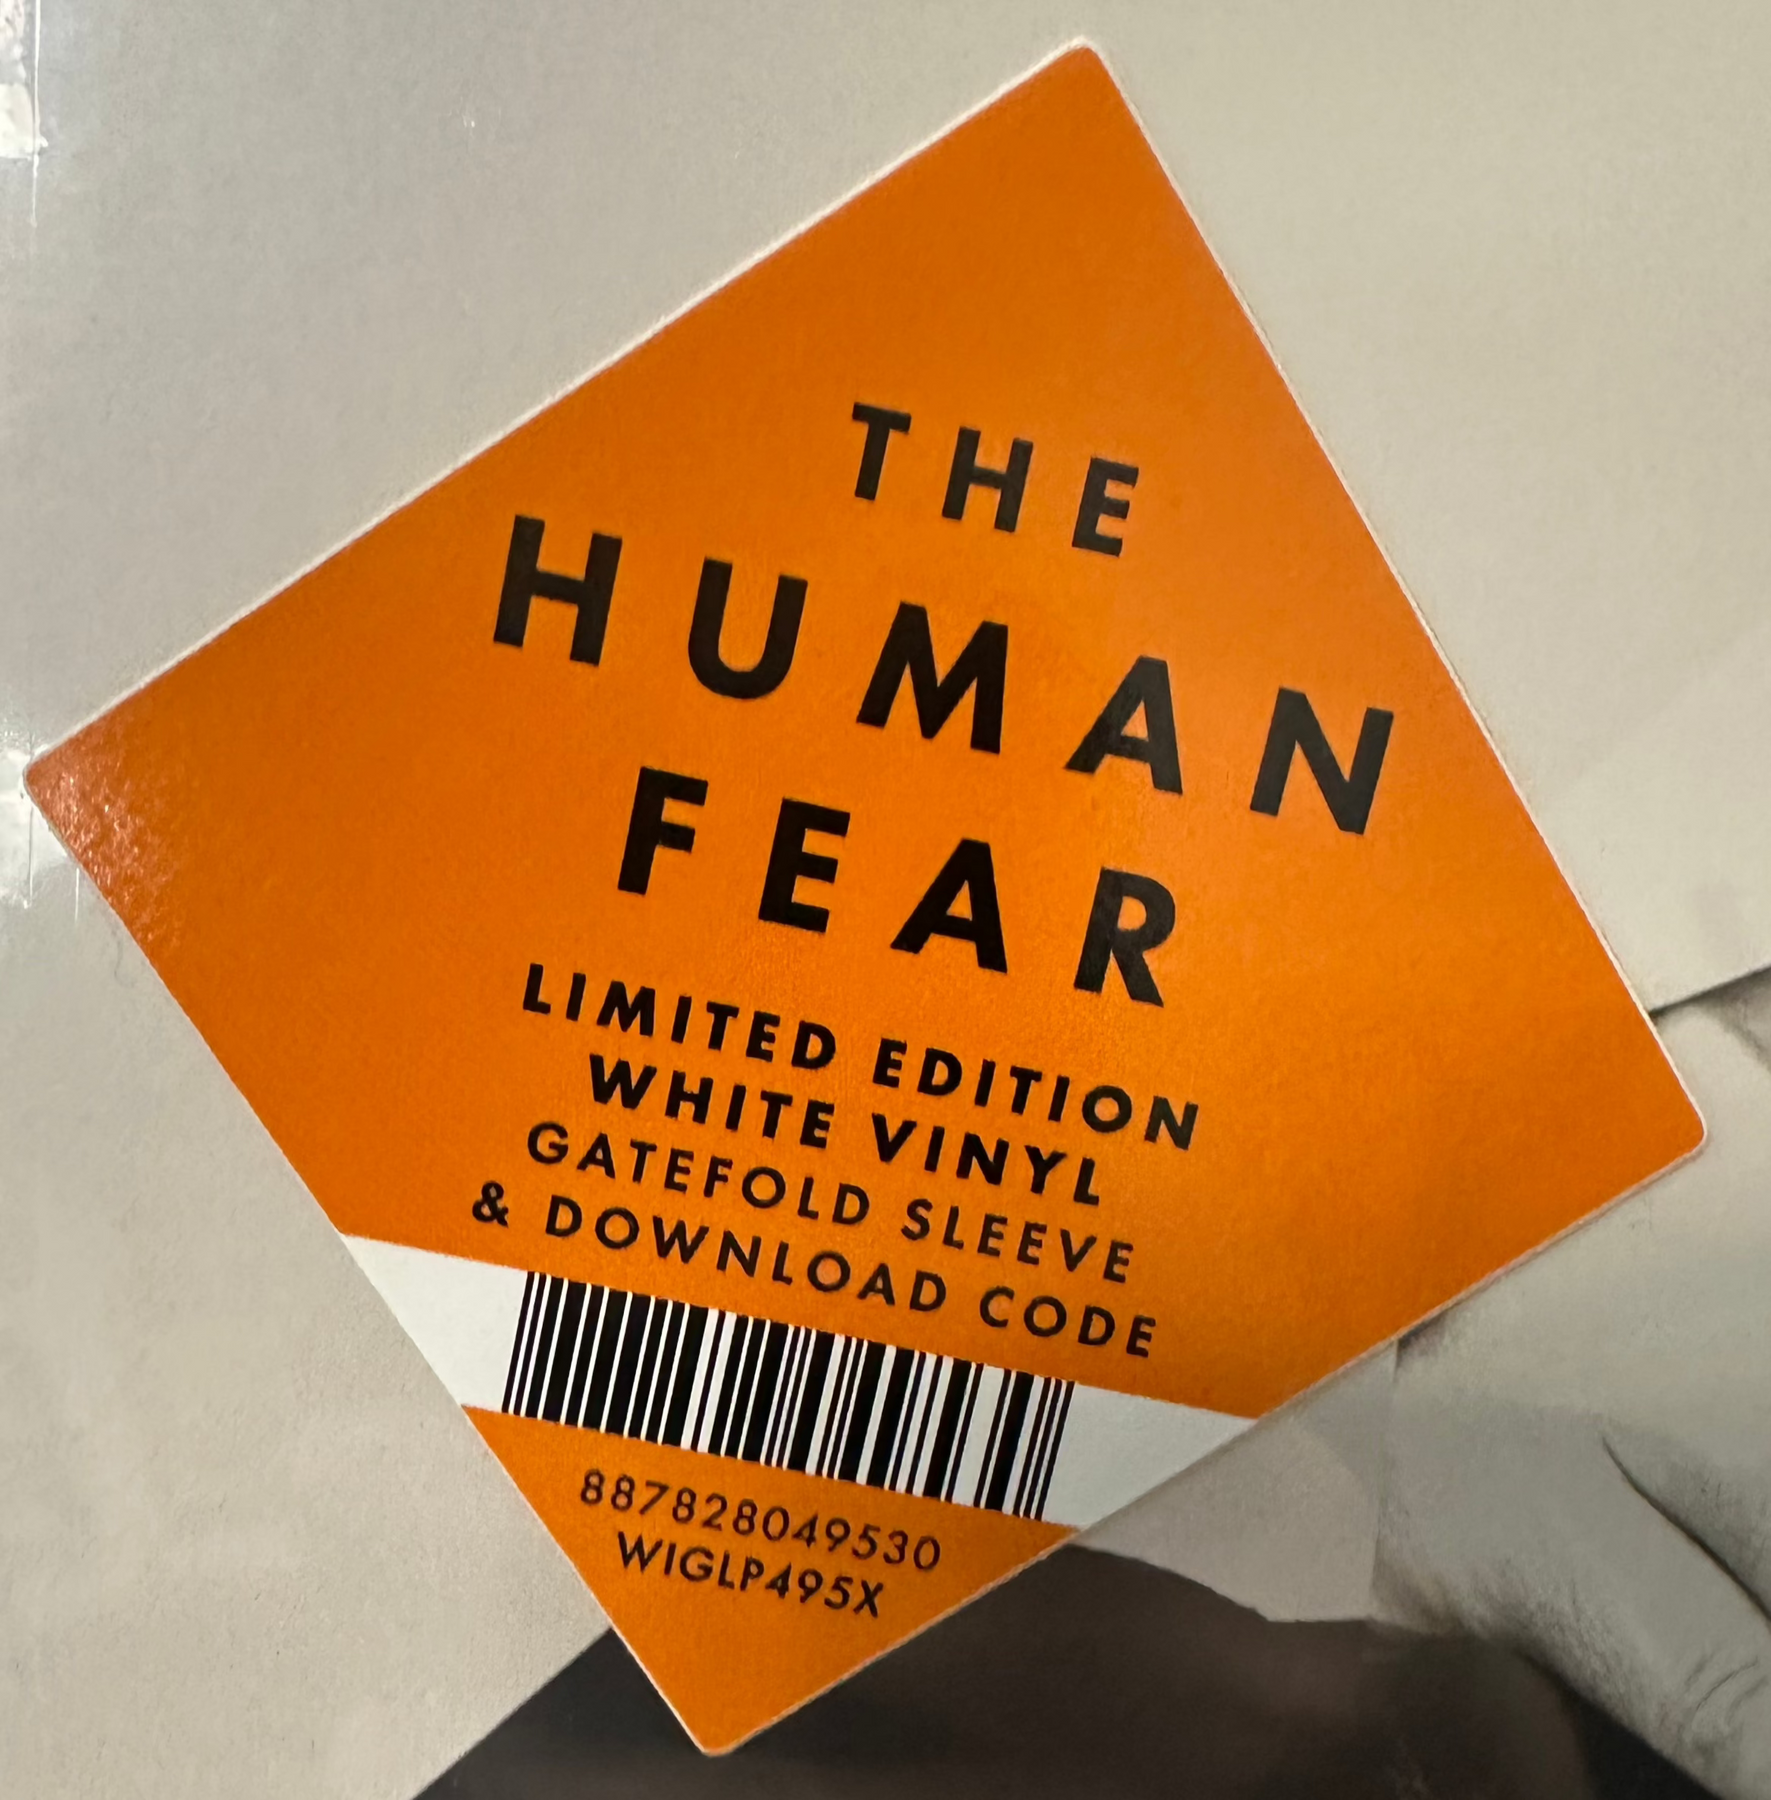 THE
HUMAN
FEAR
LIMITED EDITION
WHITE VINYL
GATEFOLD SLEEVE
& DOWNLOAD CODE
887828049530
WIGLP495X